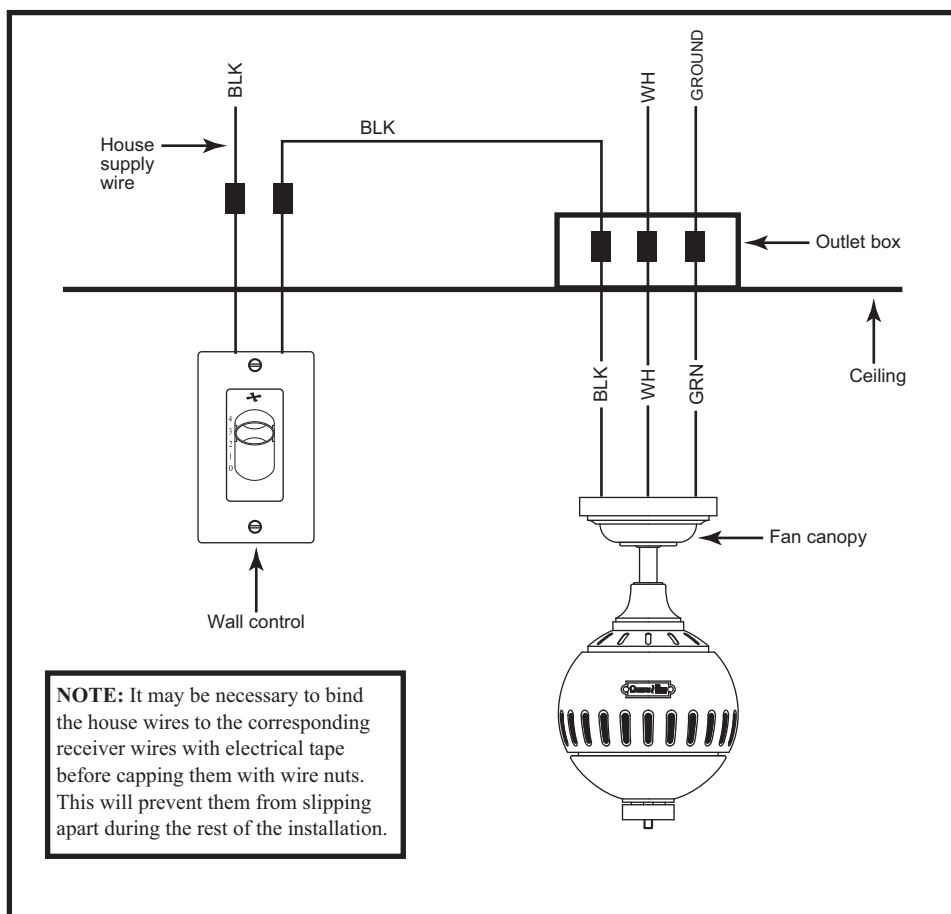 BLK
WH
GROUND
BLK
House
supply
wire
Outlet box
Ceiling
BLK
WH
GRN
4
3
2
1
0
Fan canopy
Wall control
NOTE: It may be necessary to bind
the house wires to the corresponding
receiver wires with electrical tape
before capping them with wire nuts.
This will prevent them from slipping
apart during the rest of the installation.